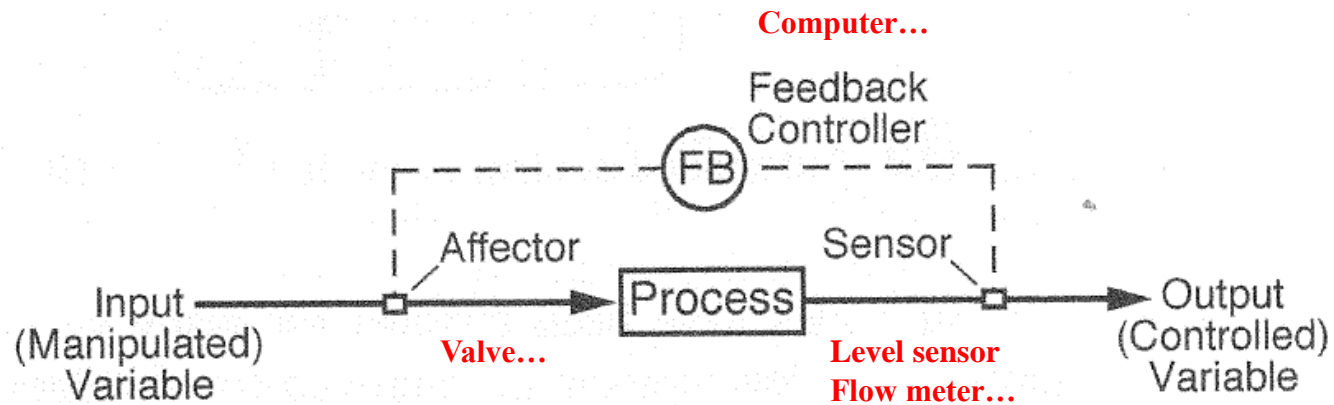 Computer…
Feedback
Controller
FB
Affector
Sensor
Process
Input
(Manipulated)
Variable
Output
(Controlled)
Variable
Valve…
Level sensor
Flow meter…